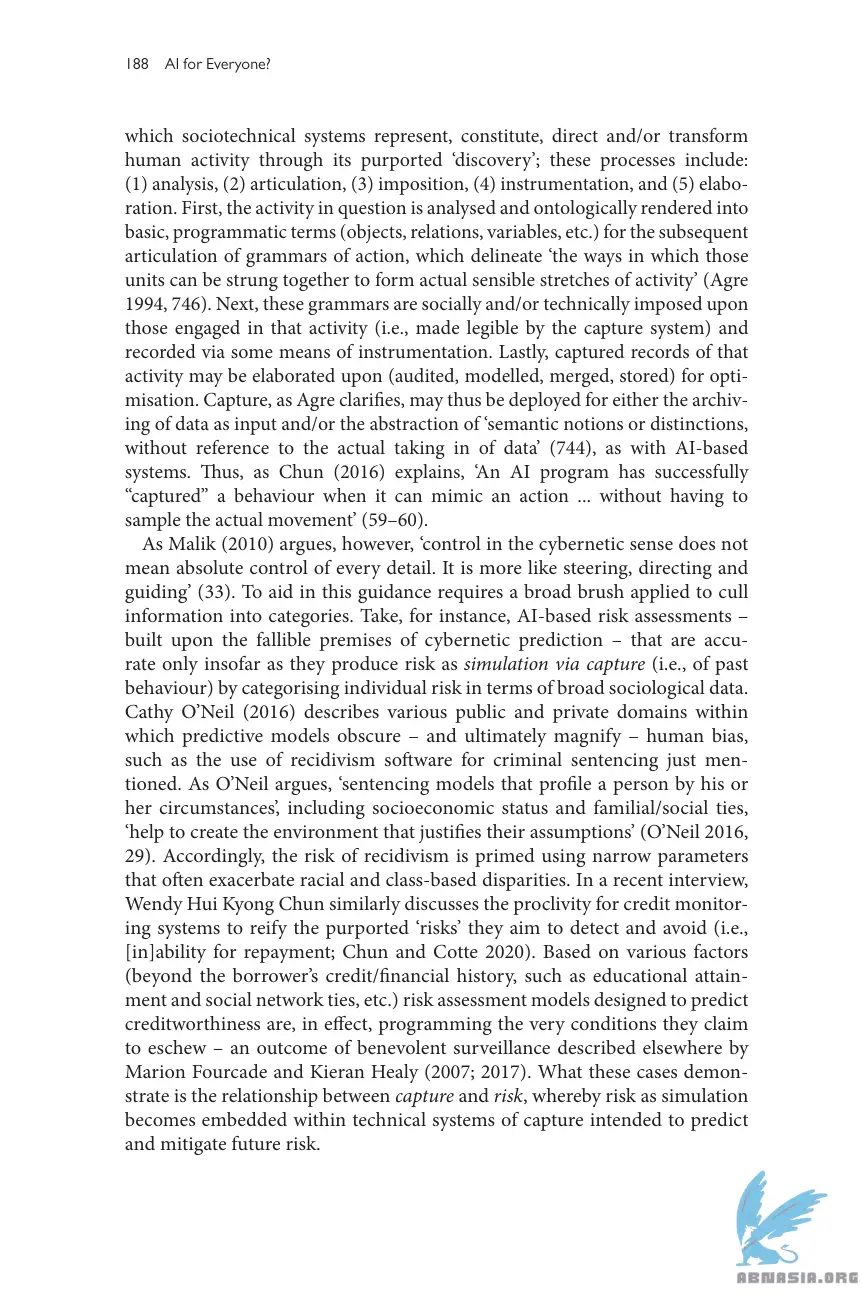 188 AI for Everyone?
which sociotechnical systems represent, constitute, direct and/or transform
human activity through its purported ‘discovery’; these processes include:
(1) analysis, (2) articulation, (3) imposition, (4) instrumentation, and (5) elabo-
ration. First, the activity in question is analysed and ontologically rendered into
basic, programmatic terms (objects, relations, variables, etc.) for the subsequent
articulation of grammars of action, which delineate ‘the ways in which those
units can be strung together to form actual sensible stretches of activity’ (Agre
1994, 746). Next, these grammars are socially and/or technically imposed upon
those engaged in that activity (i.e., made legible by the capture system) and
recorded via some means of instrumentation. Lastly, captured records of that
activity may be elaborated upon (audited, modelled, merged, stored) for opti-
misation. Capture, as Agre clarifies, may thus be deployed for either the archiv-
ing of data as input and/or the abstraction of ‘semantic notions or distinctions,
without reference to the actual taking in of data’ (744), as with AI-based
systems. Thus, as Chun (2016) explains, ‘An AI program has successfully
“captured” a behaviour when it can mimic an action ... without having to
sample the actual movement’ (59–60).
As Malik (2010) argues, however, ‘control in the cybernetic sense does not
mean absolute control of every detail. It is more like steering, directing and
guiding’ (33). To aid in this guidance requires a broad brush applied to cull
information into categories. Take, for instance, AI-based risk assessments –
built upon the fallible premises of cybernetic prediction – that are accu-
rate only insofar as they produce risk as simulation via capture (i.e., of past
behaviour) by categorising individual risk in terms of broad sociological data.
Cathy O’Neil (2016) describes various public and private domains within
which predictive models obscure – and ultimately magnify – human bias,
such as the use of recidivism software for criminal sentencing just men-
tioned. As O’Neil argues, ‘sentencing models that profile a person by his or
her circumstances’, including socioeconomic status and familial/social ties,
‘help to create the environment that justifies their assumptions’ (O’Neil 2016,
29). Accordingly, the risk of recidivism is primed using narrow parameters
that often exacerbate racial and class-based disparities. In a recent interview,
Wendy Hui Kyong Chun similarly discusses the proclivity for credit monitor-
ing systems to reify the purported ‘risks’ they aim to detect and avoid (i.e.,
[in]ability for repayment; Chun and Cotte 2020). Based on various factors
(beyond the borrower’s credit/financial history, such as educational attain-
ment and social network ties, etc.) risk assessment models designed to predict
creditworthiness are, in effect, programming the very conditions they claim
to eschew – an outcome of benevolent surveillance described elsewhere by
Marion Fourcade and Kieran Healy (2007; 2017). What these cases demon-
strate is the relationship between capture and risk, whereby risk as simulation
becomes embedded within technical systems of capture intended to predict
and mitigate future risk.
ABNASIA.ORG